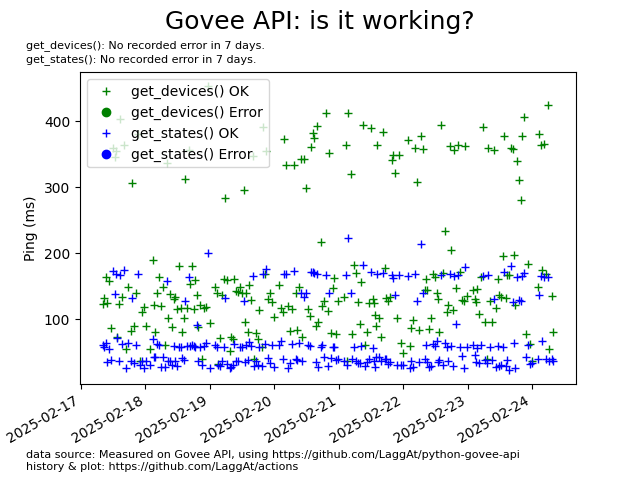 Govee API: is it working?
get_devices(): No recorded error in 7 days.
get_states(): No recorded error in 7 days.
get_devices() OK
get_devices() Error
get_states() OK
get_states() Error
Ping (ms)
400
300
200
100
2025-02-17
2025-02-18
2025-02-19
2025-02-20
2025-02-21
2025-02-22
2025-02-23
2025-02-24
data source: Measured on Govee API, using https://github.com/LaggAt/python-govee-api
history & plot: https://github.com/LaggAt/actions